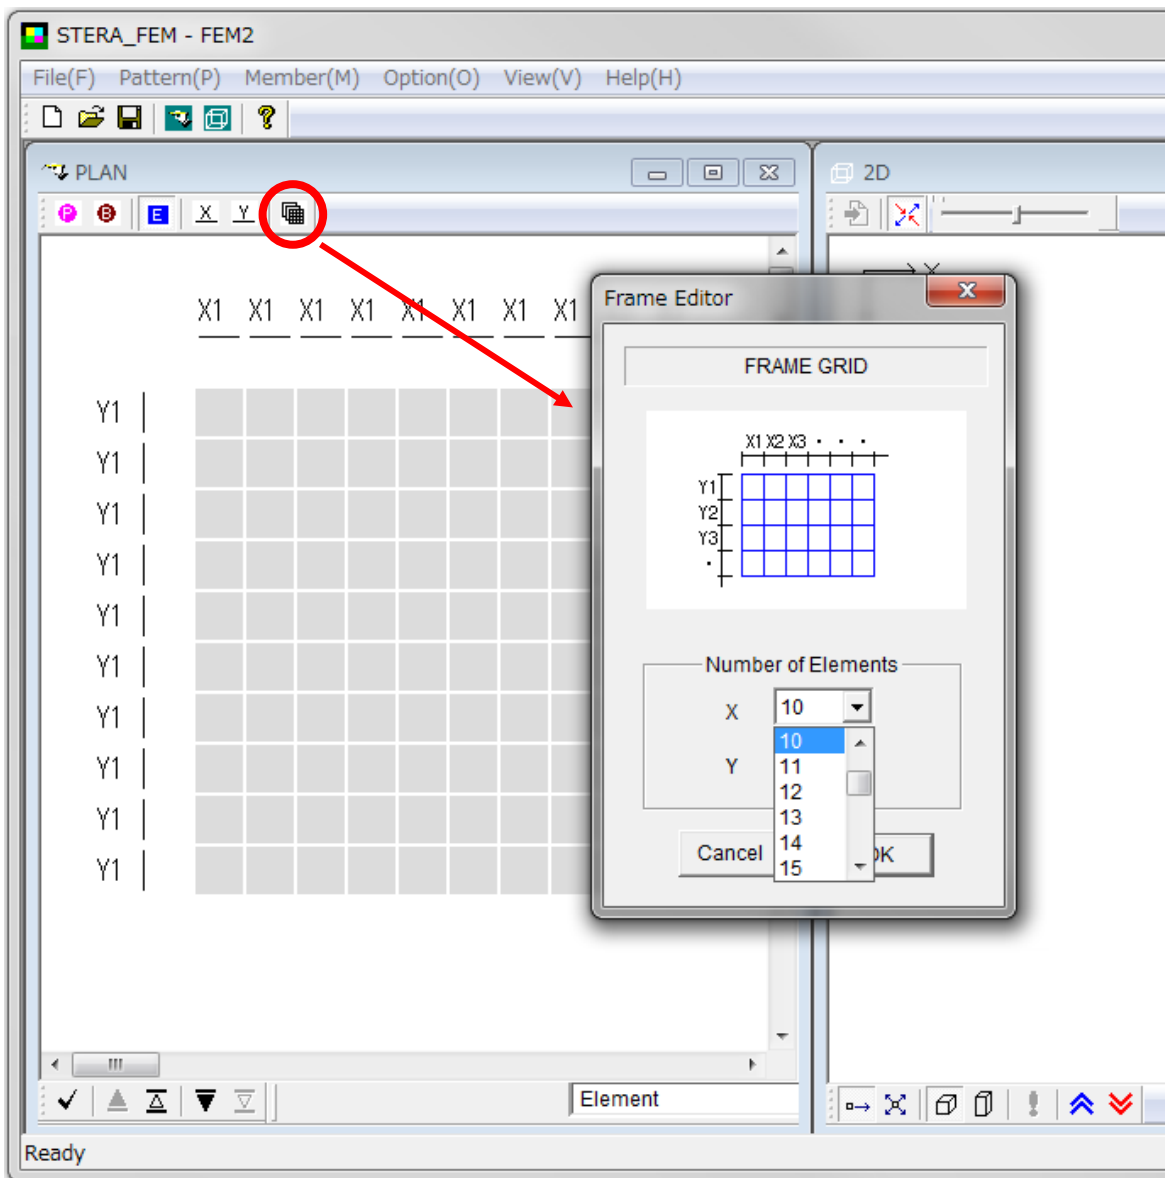 STERA_FEM - FEM2
File(F) Pattern(P) Member(M) Option(O) View(V) Help(H)
PLAN
2D
P B E X Y
X
X1 X1 X1 X1 X1 X1 X1 X1
Y1
Y1
Y1
Y1
Y1
Y1
Y1
Y1
Y1
Y1
Frame Editor
FRAME GRID
X1 X2 X3 · · ·
Y1
Y2
Y3
·
Number of Elements
X 10
10
Y 11
12
13
14
15
Cancel OK
Element
Ready